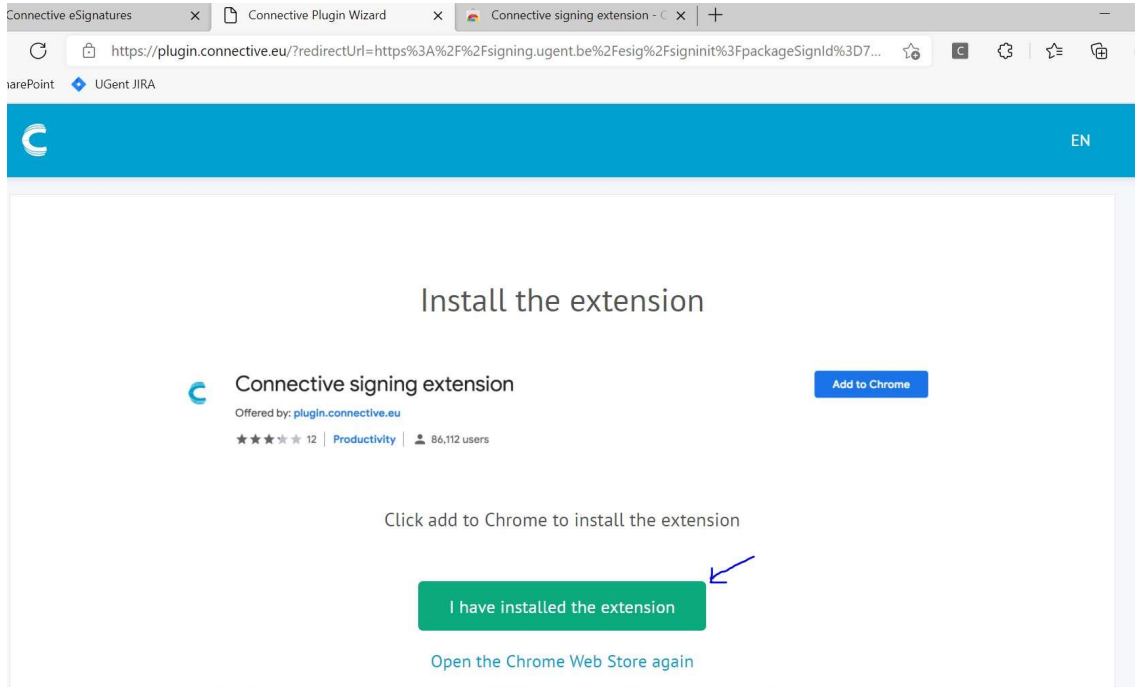 Connective eSignatures Connective Plugin Wizard Connective signing extension - C
https://plugin.connective.eu/?redirectUrl=https%3A%2F%2Fsigning.ugent.be%2Fesig%2Fsigninit%3FpackageSignId%3D7...
UGent JIRA
EN
Install the extension
Connective signing extension
Add to Chrome
Offered by: plugin.connective.eu
12 | Productivity | 86,112 users
Click add to Chrome to install the extension
I have installed the extension
Open the Chrome Web Store again